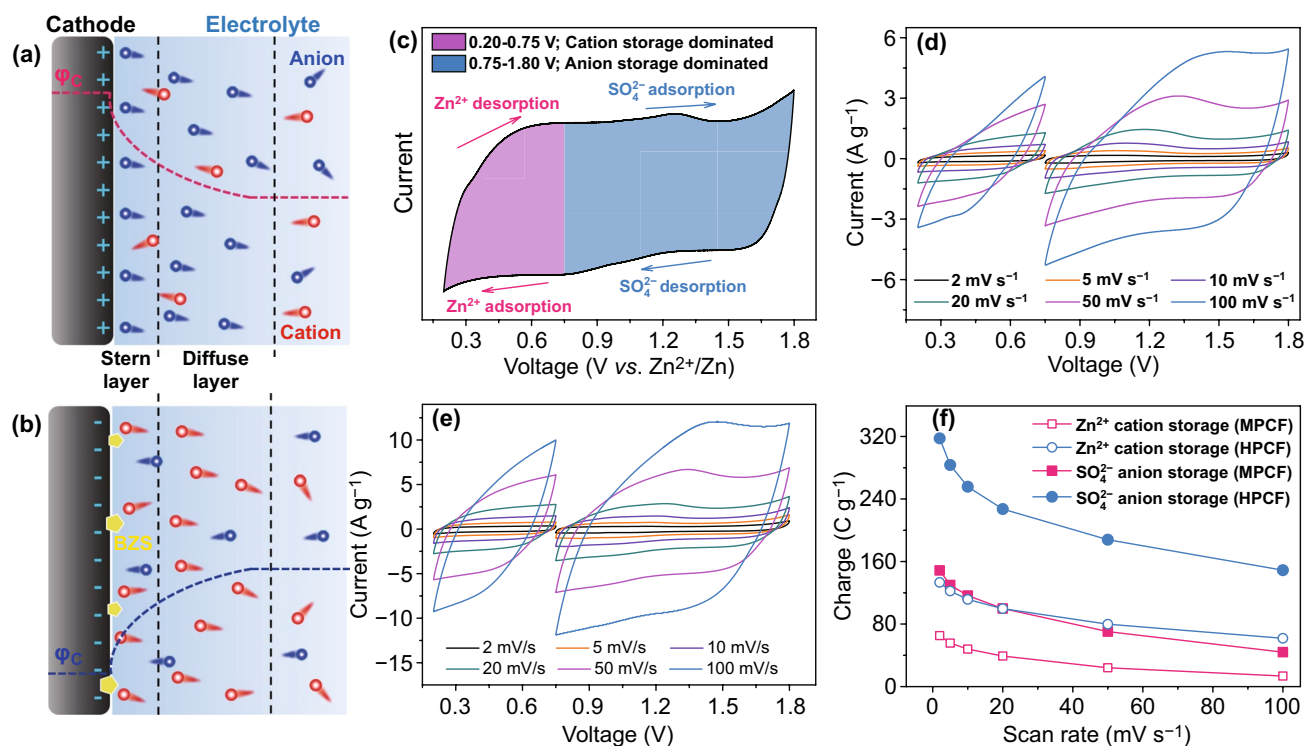 Cathode
Electrolyte
(a)
Anion
φC
Cation
Stern
layer
Diffuse
layer
(b)
BZS
φC
(c)
0.20-0.75 V; Cation storage dominated
0.75-1.80 V; Anion storage dominated
Zn²⁺ desorption
SO₄²⁻ adsorption
SO₄²⁻ desorption
Zn²⁺ adsorption
Current
0.3 0.6 0.9 1.2 1.5 1.8
Voltage (V vs. Zn²⁺/Zn)
(d)
6
3
0
−3
−6
Current (A g⁻¹)
2 mV s⁻¹ 5 mV s⁻¹ 10 mV s⁻¹
20 mV s⁻¹ 50 mV s⁻¹ 100 mV s⁻¹
0.3 0.6 0.9 1.2 1.5 1.8
Voltage (V)
(e)
10
5
0
−5
−10
−15
Current (A g⁻¹)
2 mV/s 5 mV/s 10 mV/s
20 mV/s 50 mV/s 100 mV/s
0.3 0.6 0.9 1.2 1.5 1.8
Voltage (V)
(f)
Zn²⁺ cation storage (MPCF)
Zn²⁺ cation storage (HPCF)
SO₄²⁻ anion storage (MPCF)
SO₄²⁻ anion storage (HPCF)
320
240
160
80
0
Charge (C g⁻¹)
0 20 40 60 80 100
Scan rate (mV s⁻¹)